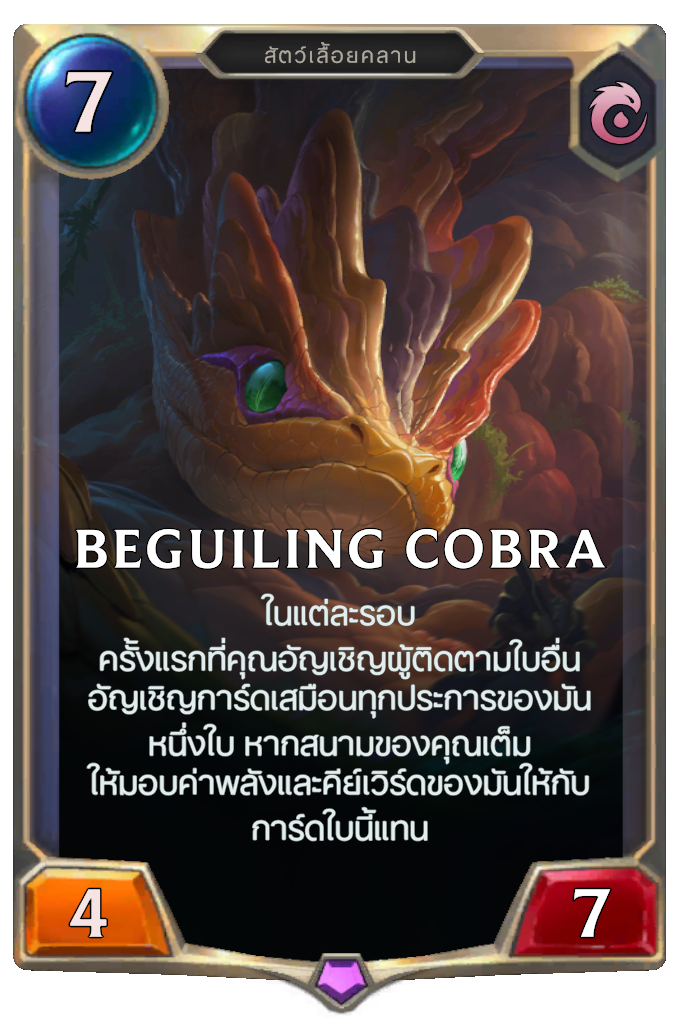 7
สัตว์เลื้อยคลาน
BEGUILING COBRA
ในแต่ละรอบ
ครั้งแรกที่คุณอัญเชิญผู้ติดตามใบอื่น
อัญเชิญการ์ดเสมือนทุกประการของมัน
หนึ่งใบ หากสนามของคุณเต็ม
ให้มอบค่าพลังและคีย์เวิร์ดของมันให้กับ
การ์ดใบนี้แทน
4
7